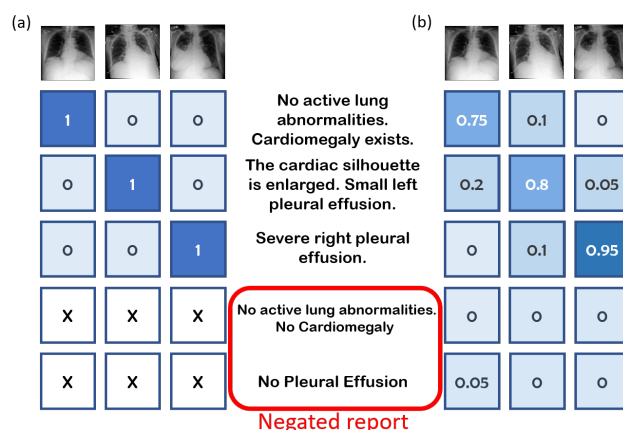 (a)
(b)
1 0 0
No active lung
abnormalities.
Cardiomegaly exists.
0.75 0.1 0
0 1 0
The cardiac silhouette
is enlarged. Small left
pleural effusion.
0.2 0.8 0.05
0 0 1
Severe right pleural
effusion.
0 0.1 0.95
X X X
No active lung abnormalities.
No Cardiomegaly
0 0 0
X X X
No Pleural Effusion
0.05 0 0
Negated report